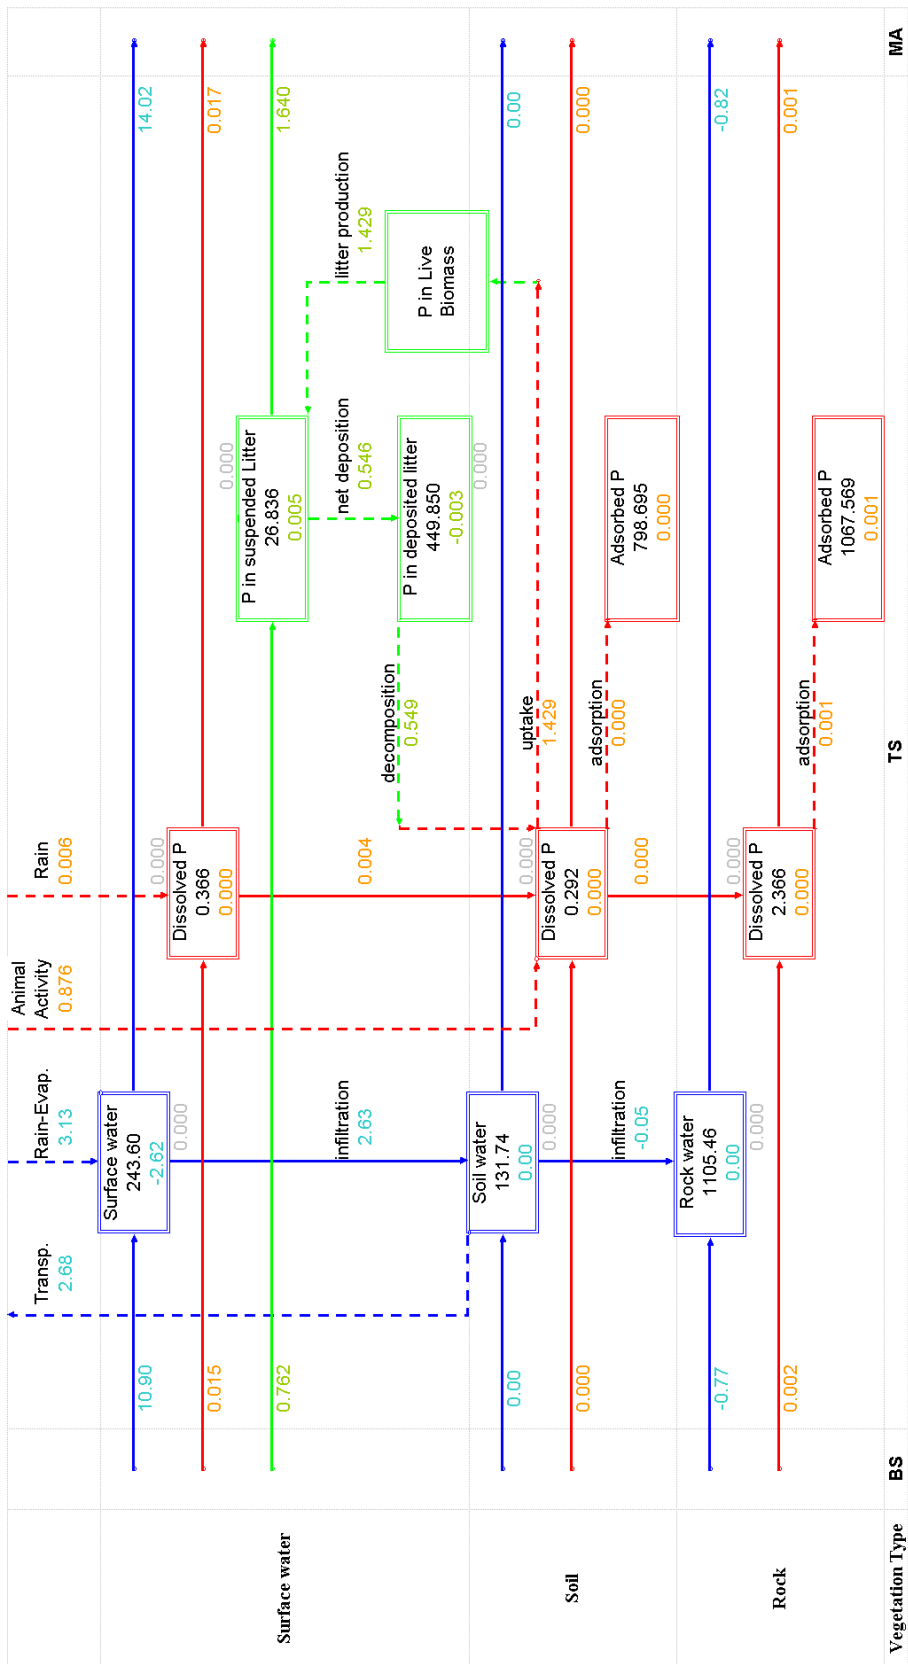 Transp.
2.68
Rain-Evap.
3.13
Animal
Activity
0.876
Rain
0.006
Surface water
10.90
Surface water
243.60
-2.62
0.000
14.02
0.015
Dissolved P
0.366
0.000
0.000
0.017
0.762
P in suspended Litter
26.836
0.005
0.000
1.640
infiltration
2.63
0.004
decomposition
0.549
net deposition
0.546
litter production
1.429
P in deposited litter
449.850
-0.003
0.000
P in Live
Biomass
Soil
0.00
Soil water
131.74
0.00
0.000
0.00
uptake
1.429
0.000
Dissolved P
0.292
0.000
0.000
0.000
infiltration
-0.05
0.000
adsorption
0.000
Adsorbed P
798.695
0.000
Rock
-0.77
Rock water
1105.46
0.00
0.000
-0.82
0.002
Dissolved P
2.366
0.000
0.000
0.001
adsorption
0.001
Adsorbed P
1067.569
0.001
Vegetation Type
BS
TS
MA